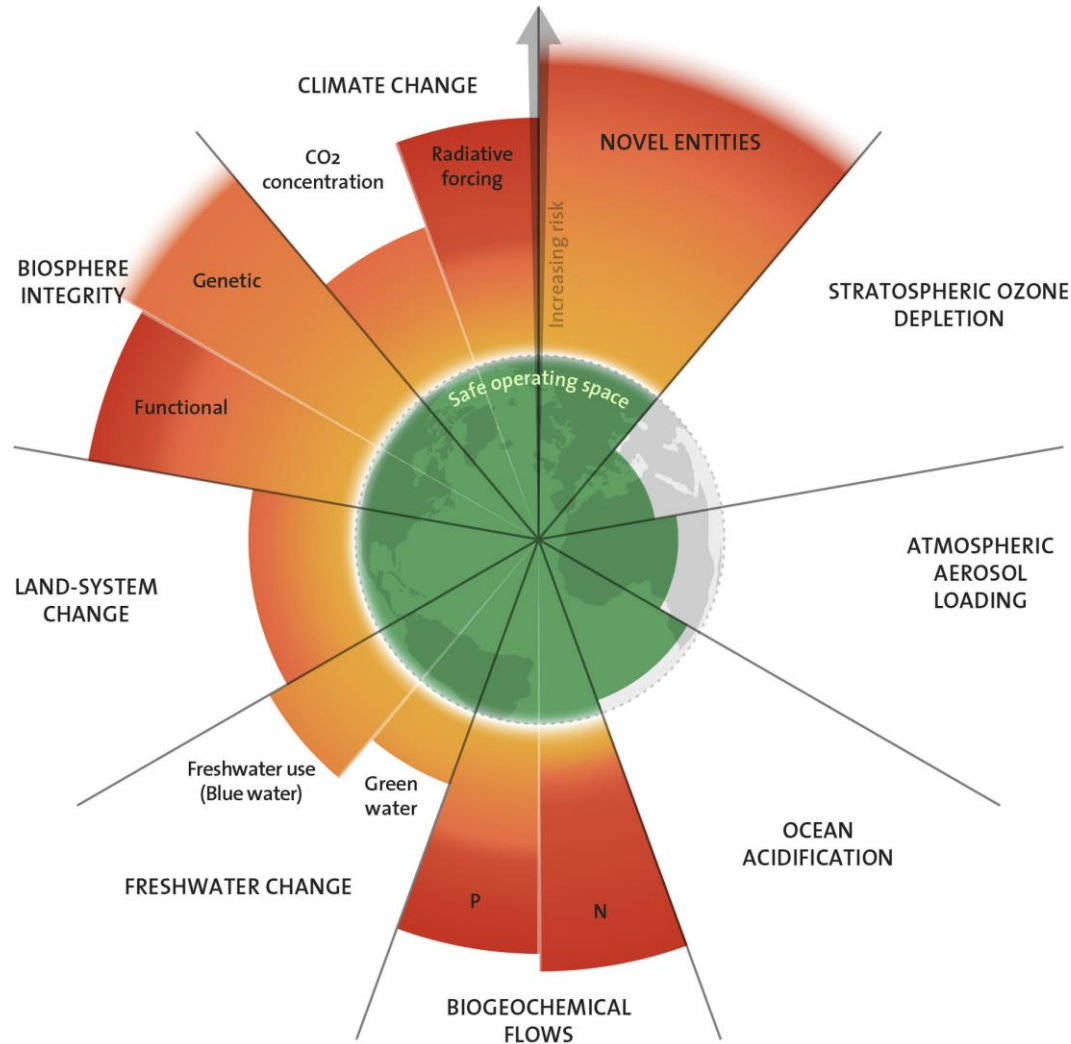 CLIMATE CHANGE
CO2
concentration
Radiative
forcing
NOVEL ENTITIES
Increasing risk
STRATOSPHERIC OZONE
DEPLETION
BIOSPHERE
INTEGRITY
Genetic
Functional
Safe operating space
ATMOSPHERIC
AEROSOL
LOADING
LAND-SYSTEM
CHANGE
Freshwater use
(Blue water)
Green
water
FRESHWATER CHANGE
OCEAN
ACIDIFICATION
P
N
BIOGEOCHEMICAL
FLOWS